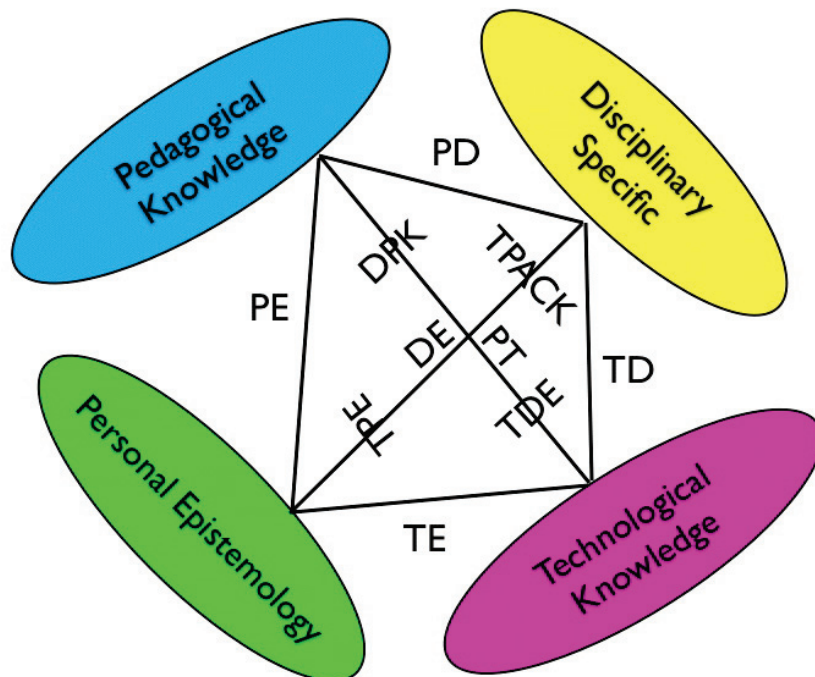 Pedagogical
Knowledge
Disciplinary
Specific
PD
DPK
TPACK
PE
DE
PT
TD
TPE
TDE
Personal Epistemology
TE
Technological
Knowledge